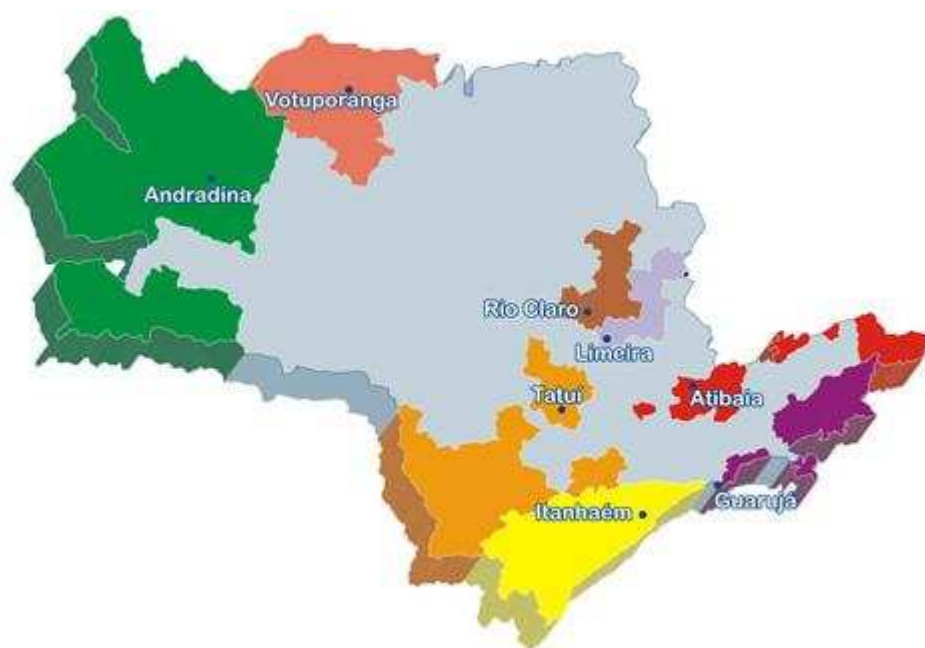 Votuporanga
Andradina
Rio Claro
Limeira
Tatuí
Atibaia
Guarujá
Itanhaém